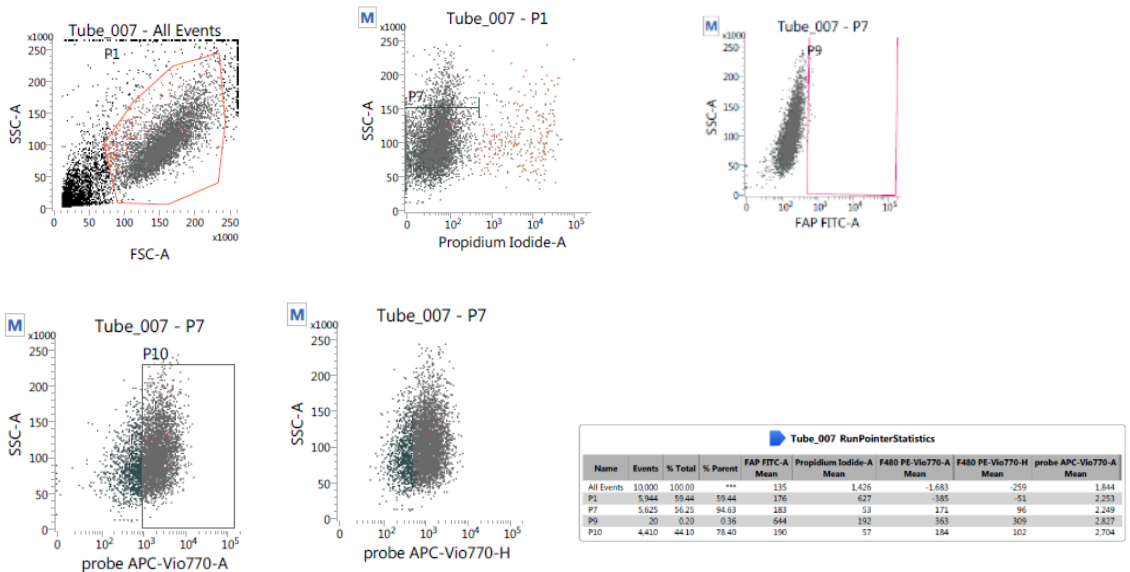 Tube_007 - All Events
x1000
P1
250
200
150
100
50
0
SSC-A
0 50 100 150 200 250
x1000
FSC-A
M
Tube_007 - P1
x1000
P7
250
200
150
100
50
0
SSC-A
0 10² 10³ 10⁴ 10⁵
Propidium Iodide-A
M
Tube_007 - P7
x1000
P9
250
200
150
100
50
0
SSC-A
10² 10³ 10⁴ 10⁵
FAP FITC-A
M
Tube_007 - P7
x1000
P10
250
200
150
100
50
0
SSC-A
0 10² 10³ 10⁴ 10⁵
probe APC-Vio770-A
M
Tube_007 - P7
x1000
250
200
150
100
50
0
SSC-A
0 10² 10³ 10⁴ 10⁵
probe APC-Vio770-H
Tube_007 RunPointerStatistics
Name Events % Total % Parent FAP FITC-A Mean Propidium Iodide-A Mean F480 PE-Vio770-A Mean F480 PE-Vio770-H Mean probe APC-Vio770-A Mean
All Events 10,000 100.00 *** 135 1,426 -1,683 -259 1,844
P1 5,944 59.44 59.44 176 627 -385 -51 2,253
P7 5,625 56.25 94.63 183 53 171 96 2,249
P9 20 0.20 0.36 644 192 363 309 2,827
P10 4,410 44.10 78.40 190 57 184 102 2,704